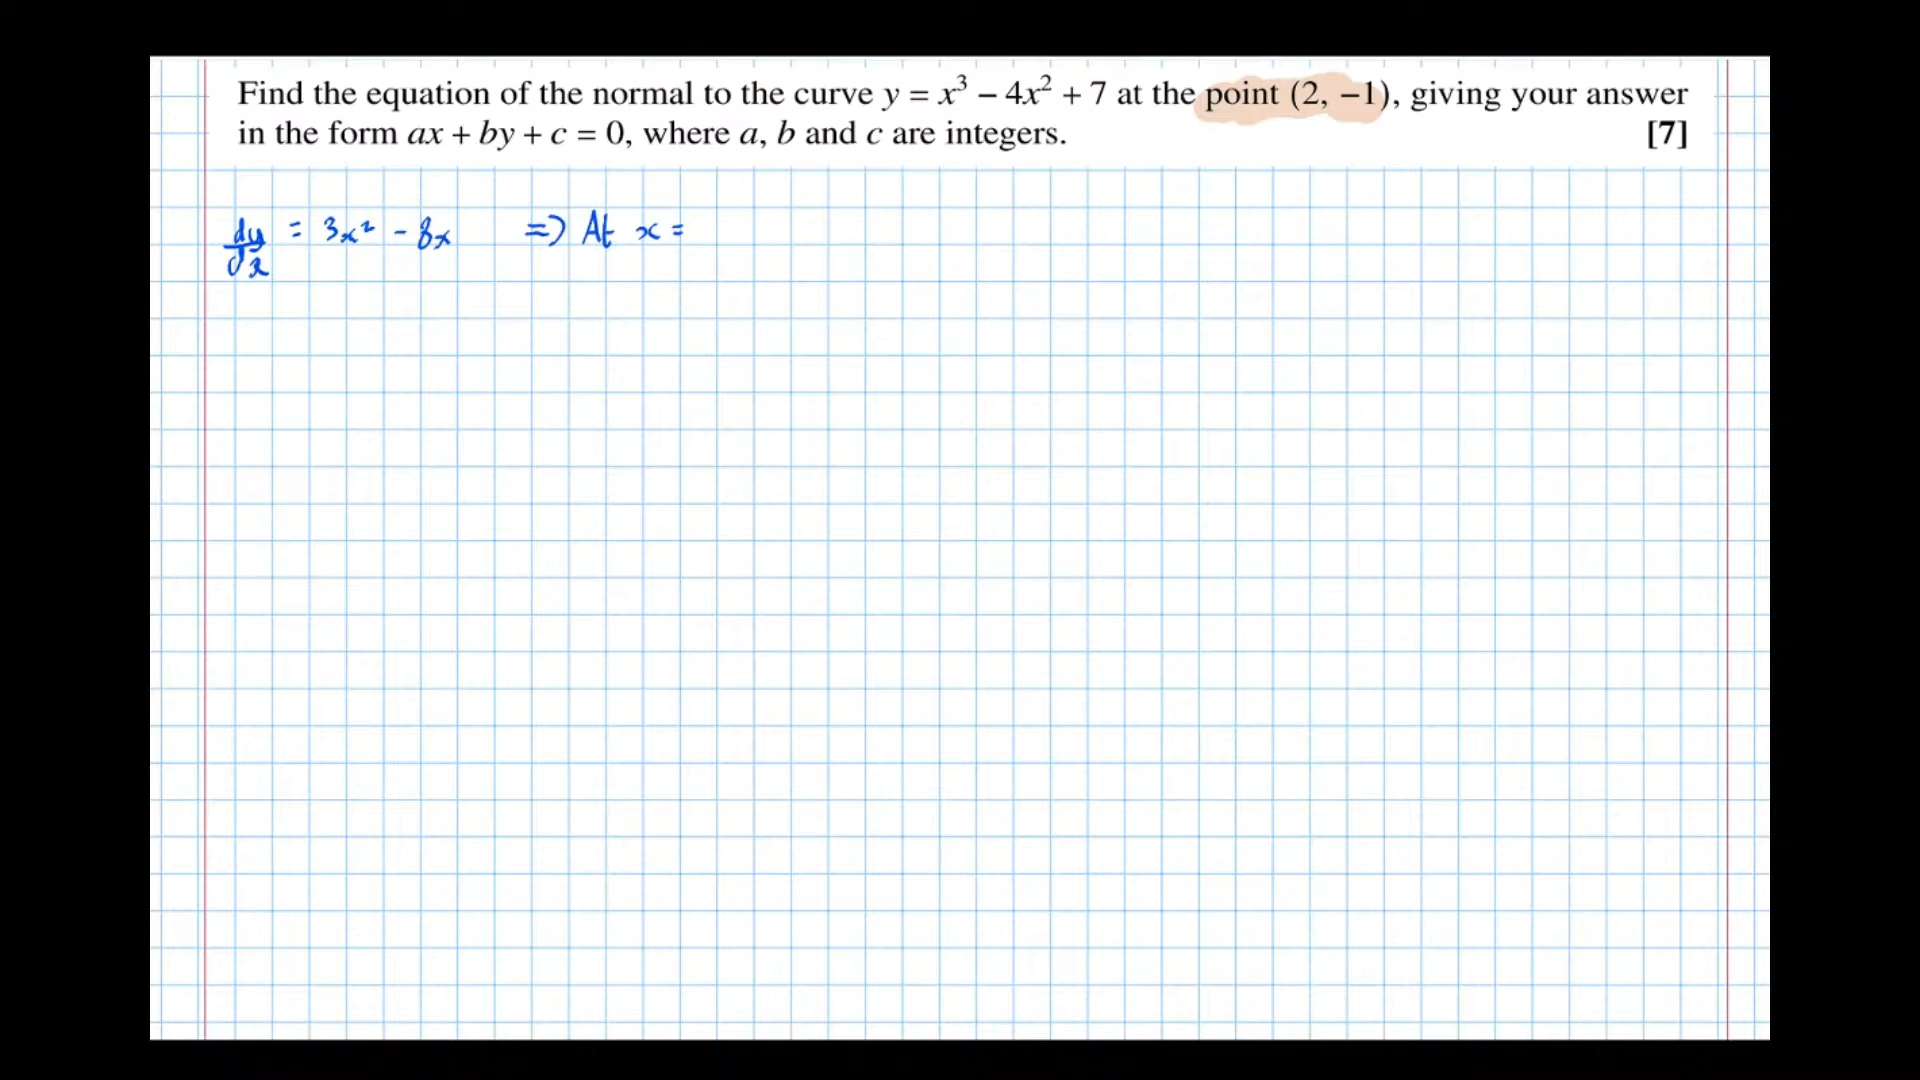 Find the equation of the normal to the curve y = x³ − 4x² + 7 at the point (2, −1), giving your answer
in the form ax + by + c = 0, where a, b and c are integers. [7]
dy/dx = 3x² - 8x => At x =